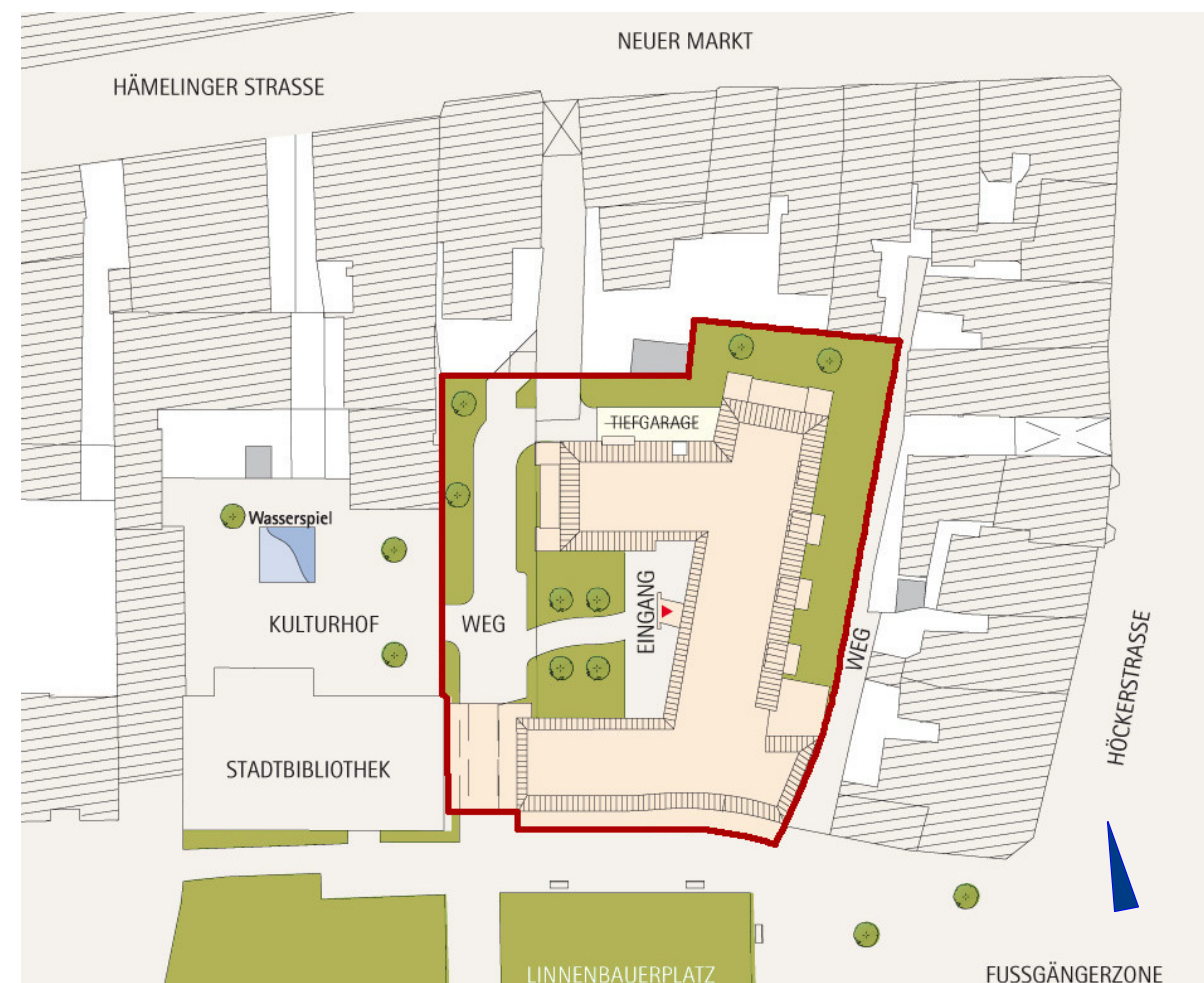 NEUER MARKT
HÄMELINGER STRASSE
TIEFGARAGE
Wasserspiel
KULTURHOF
WEG
EINGANG
WEG
HÖCKERSTRASSE
STADTBIBLIOTHEK
LINNENBAUERPLATZ
FUSSGÄNGERZONE